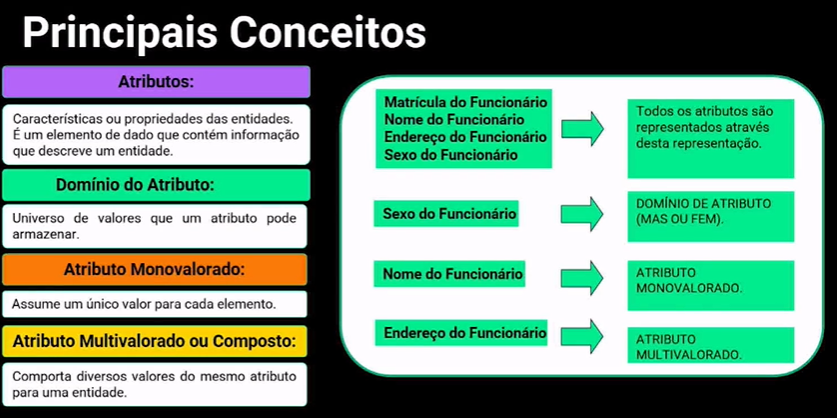 Principais Conceitos
Atributos:
Características ou propriedades das entidades.
É um elemento de dado que contém informação
que descreve um entidade.
Domínio do Atributo:
Universo de valores que um atributo pode
armazenar.
Atributo Monovalorado:
Assume um único valor para cada elemento.
Atributo Multivalorado ou Composto:
Comporta diversos valores do mesmo atributo
para uma entidade.
Matrícula do Funcionário
Nome do Funcionário
Endereço do Funcionário
Sexo do Funcionário
Todos os atributos são
representados através
desta representação.
Sexo do Funcionário
DOMÍNIO DE ATRIBUTO
(MAS OU FEM).
Nome do Funcionário
ATRIBUTO
MONOVALORADO.
Endereço do Funcionário
ATRIBUTO
MULTIVALORADO.